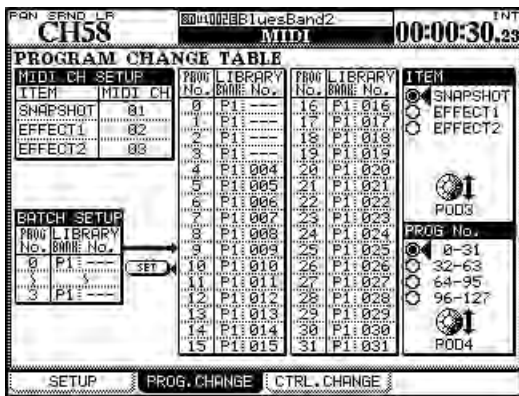 PAN SRND LR
CH58
BluesBand2
MIDI
INT
00:00:30.23
PROGRAM CHANGE TABLE
MIDI CH SETUP
ITEM MIDI CH
SNAPSHOT 01
EFFECT1 02
EFFECT2 03
BATCH SETUP
PROG LIBRARY
No. BANK No.
0 P1 ---
3 P1 ---
SET
PROG LIBRARY
No. BANK No.
0 P1 ---
1 P1 ---
2 P1 ---
3 P1 ---
4 P1 004
5 P1 005
6 P1 006
7 P1 007
8 P1 008
9 P1 009
10 P1 010
11 P1 011
12 P1 012
13 P1 013
14 P1 014
15 P1 015
PROG LIBRARY
No. BANK No.
16 P1 016
17 P1 017
18 P1 018
19 P1 019
20 P1 020
21 P1 021
22 P1 022
23 P1 023
24 P1 024
25 P1 025
26 P1 026
27 P1 027
28 P1 028
29 P1 029
30 P1 030
31 P1 031
ITEM
SNAPSHOT
EFFECT1
EFFECT2
POD3
PROG No.
0-31
32-63
64-95
96-127
POD4
SETUP PROG.CHANGE CTRL.CHANGE